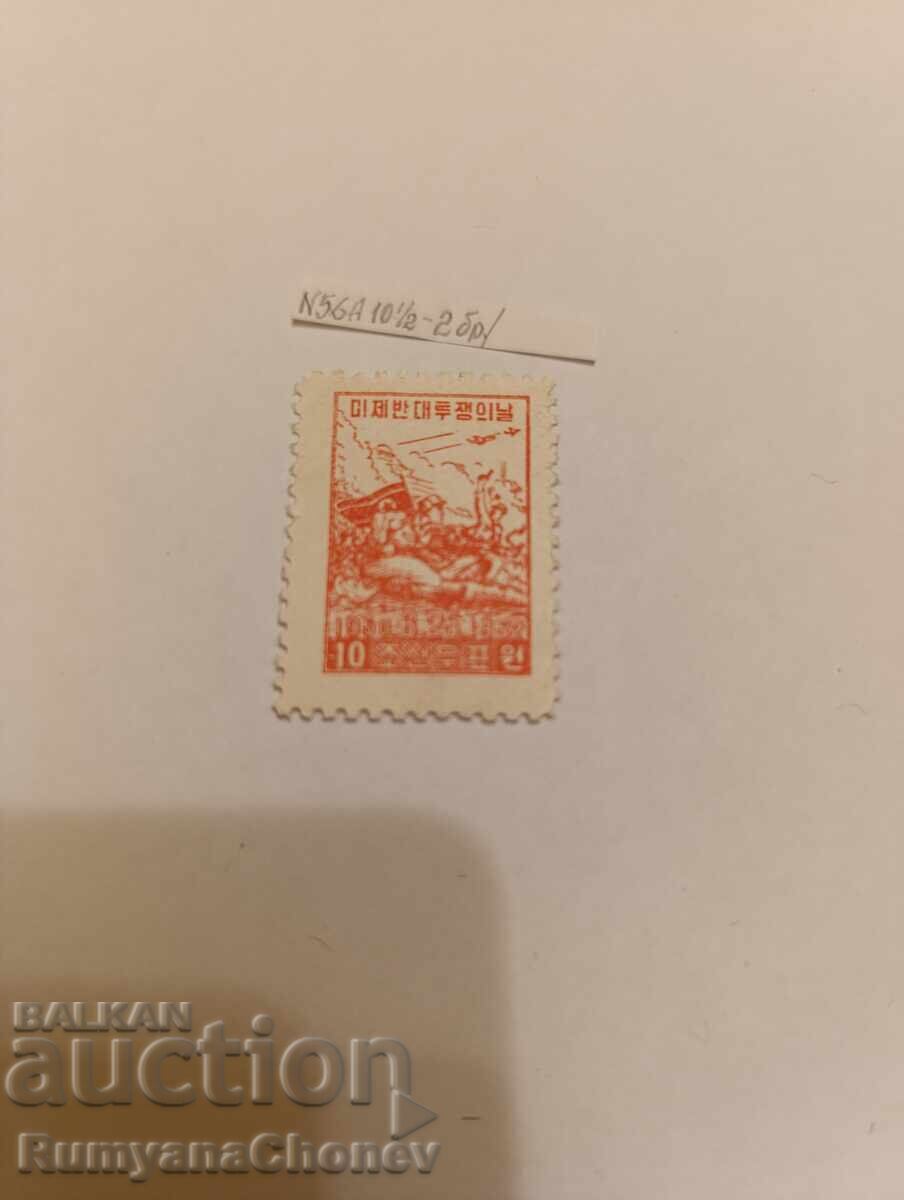 N56A 10½-2бр/
미제반대투쟁의날
10 조선우표 원
BALKAN
auction
RumyanaChonev